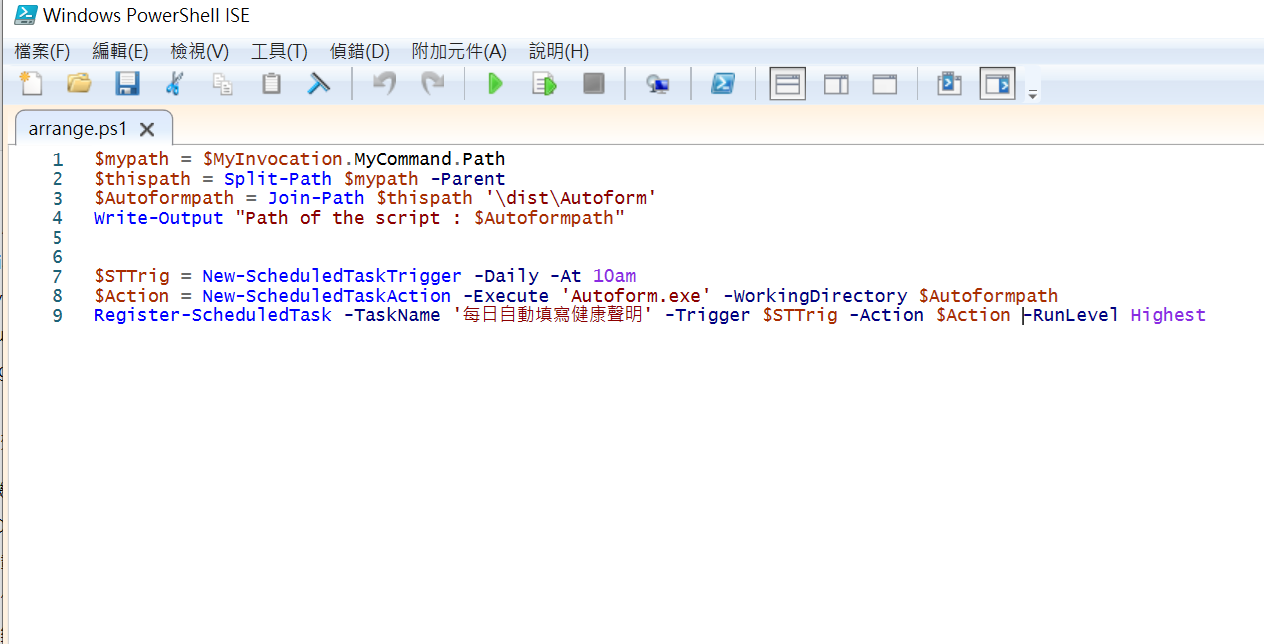 Windows PowerShell ISE
檔案(F) 編輯(E) 檢視(V) 工具(T) 偵錯(D) 附加元件(A) 說明(H)
arrange.ps1
1 $mypath = $MyInvocation.MyCommand.Path
2 $thispath = Split-Path $mypath -Parent
3 $Autoformpath = Join-Path $thispath '\dist\Autoform'
4 Write-Output "Path of the script : $Autoformpath"
5
6
7 $STTrig = New-ScheduledTaskTrigger -Daily -At 10am
8 $Action = New-ScheduledTaskAction -Execute 'Autoform.exe' -WorkingDirectory $Autoformpath
9 Register-ScheduledTask -TaskName '每日自動填寫健康聲明' -Trigger $STTrig -Action $Action -RunLevel Highest